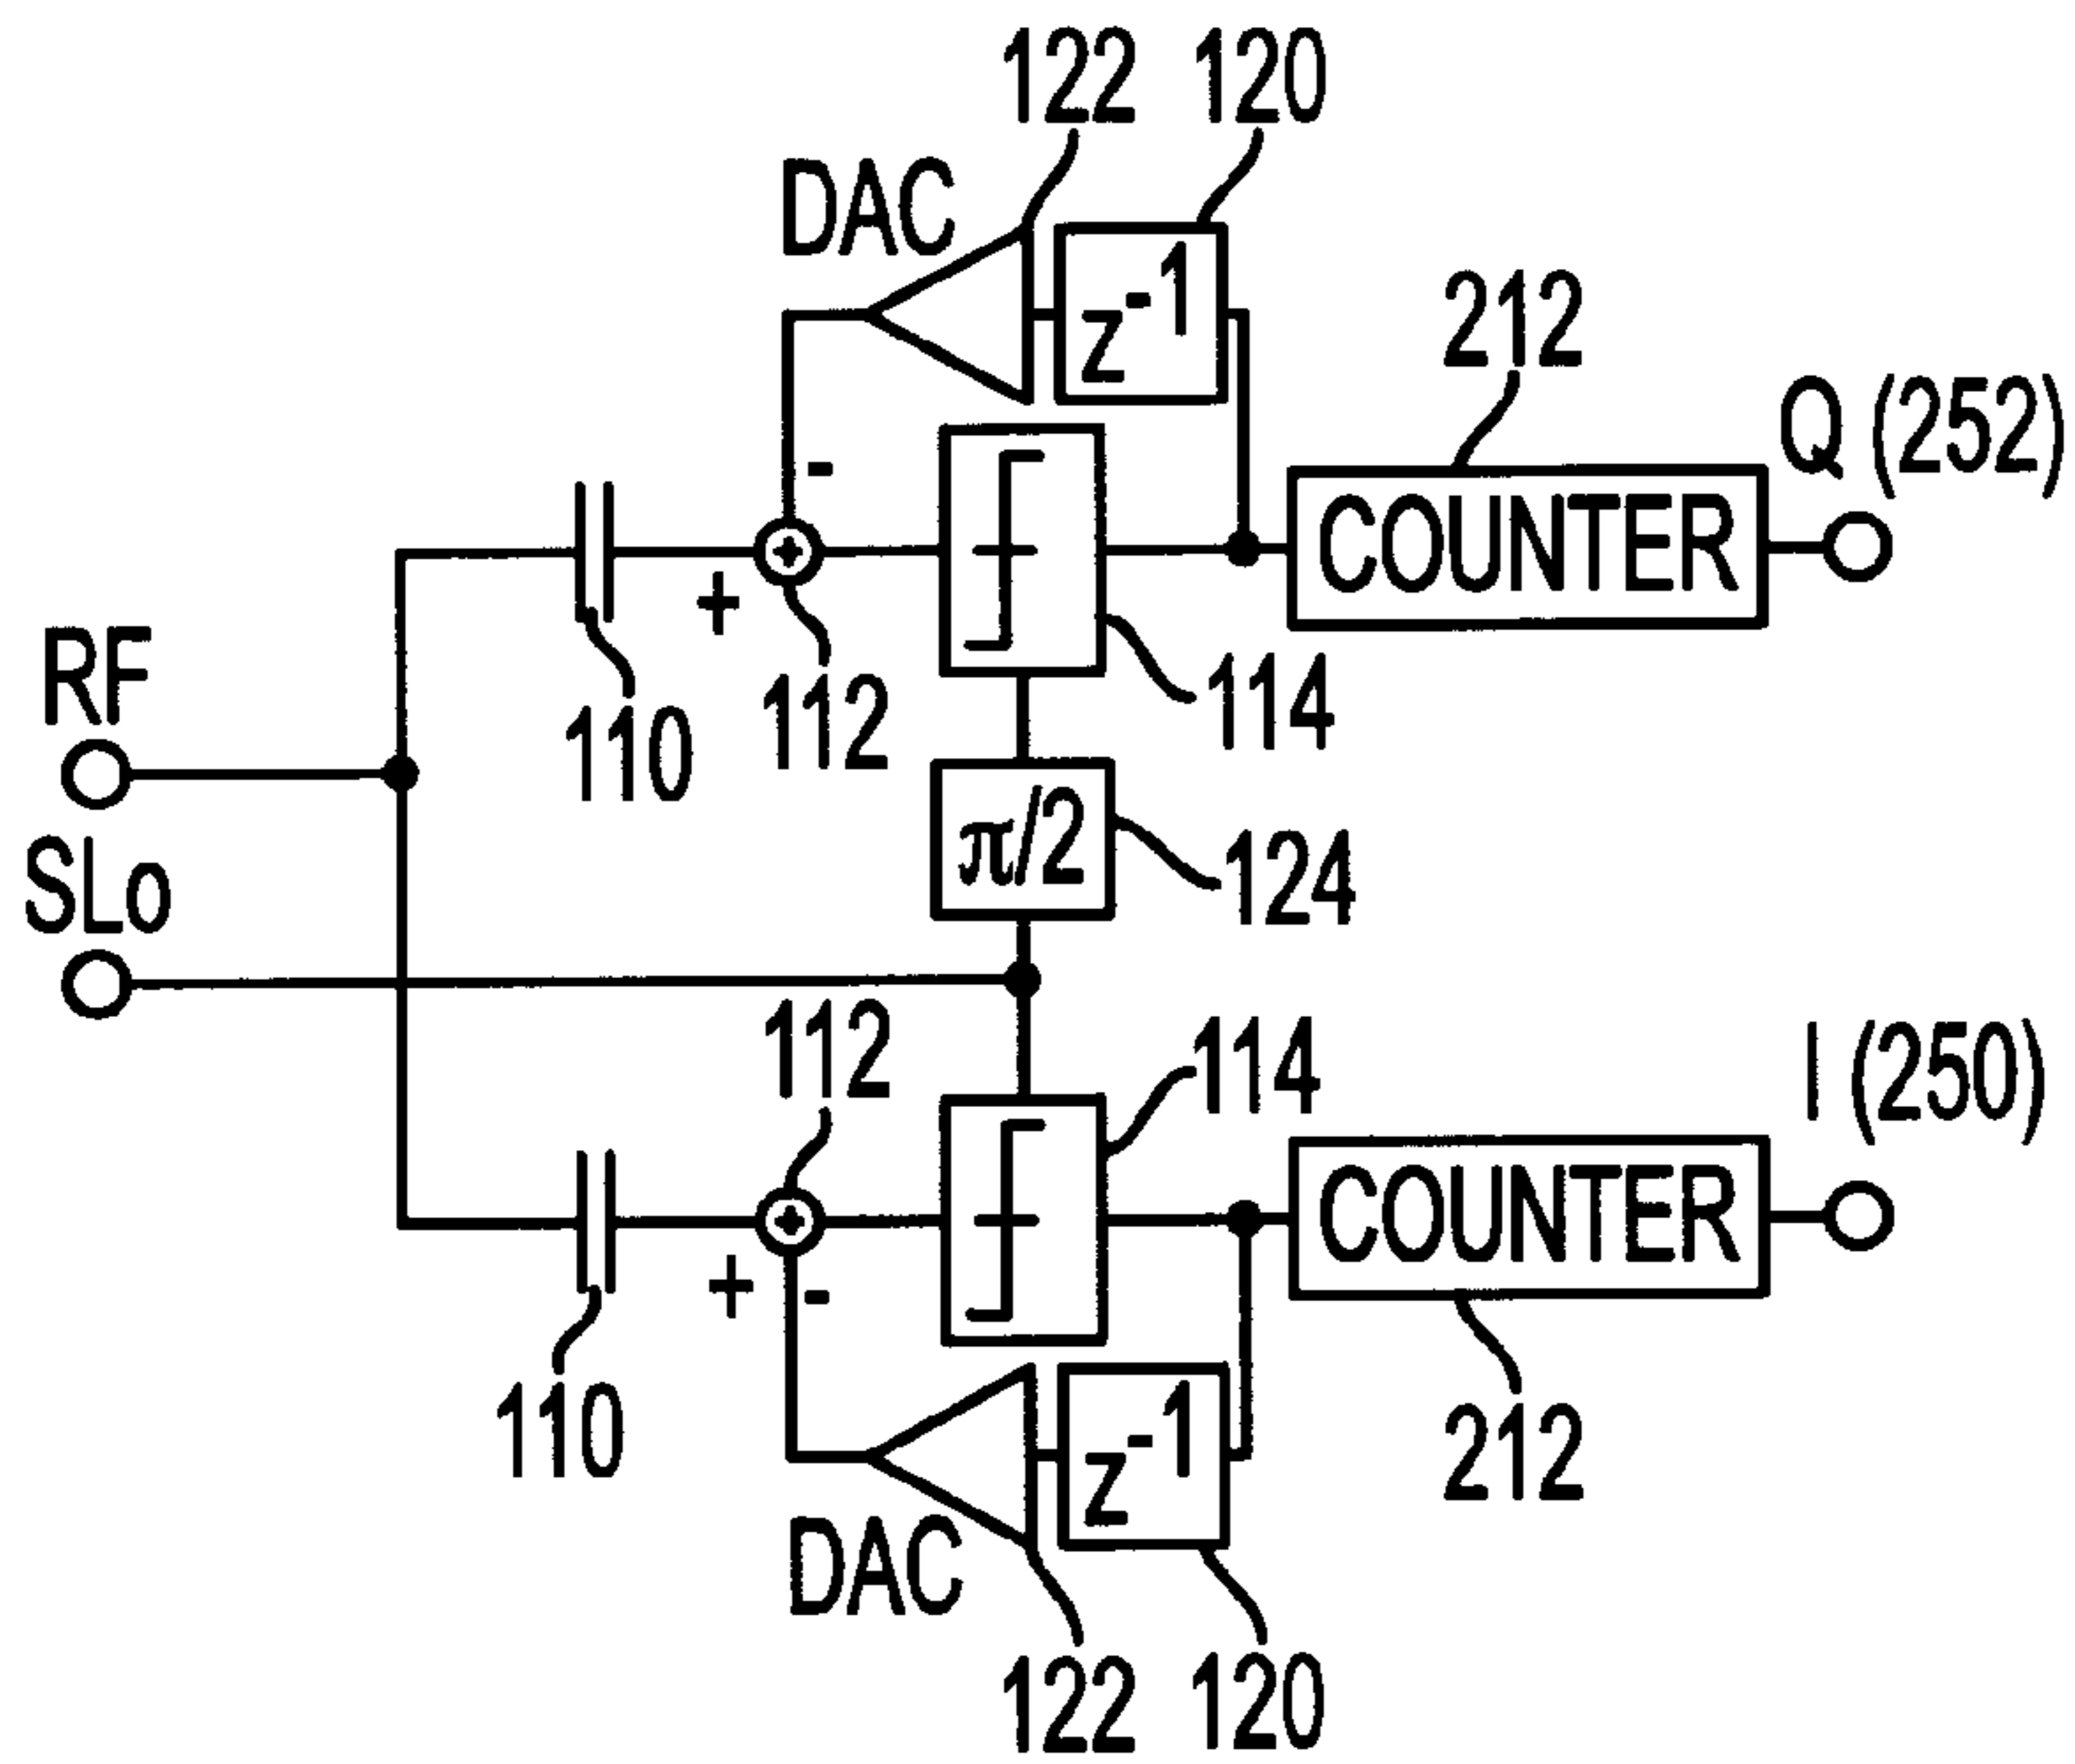 122 120
DAC
z⁻¹
212
Q (252)
-
COUNTER
+
RF
110
112
114
π/2
124
SLo
112
114
I (250)
COUNTER
+ -
110
z⁻¹
212
DAC
122 120